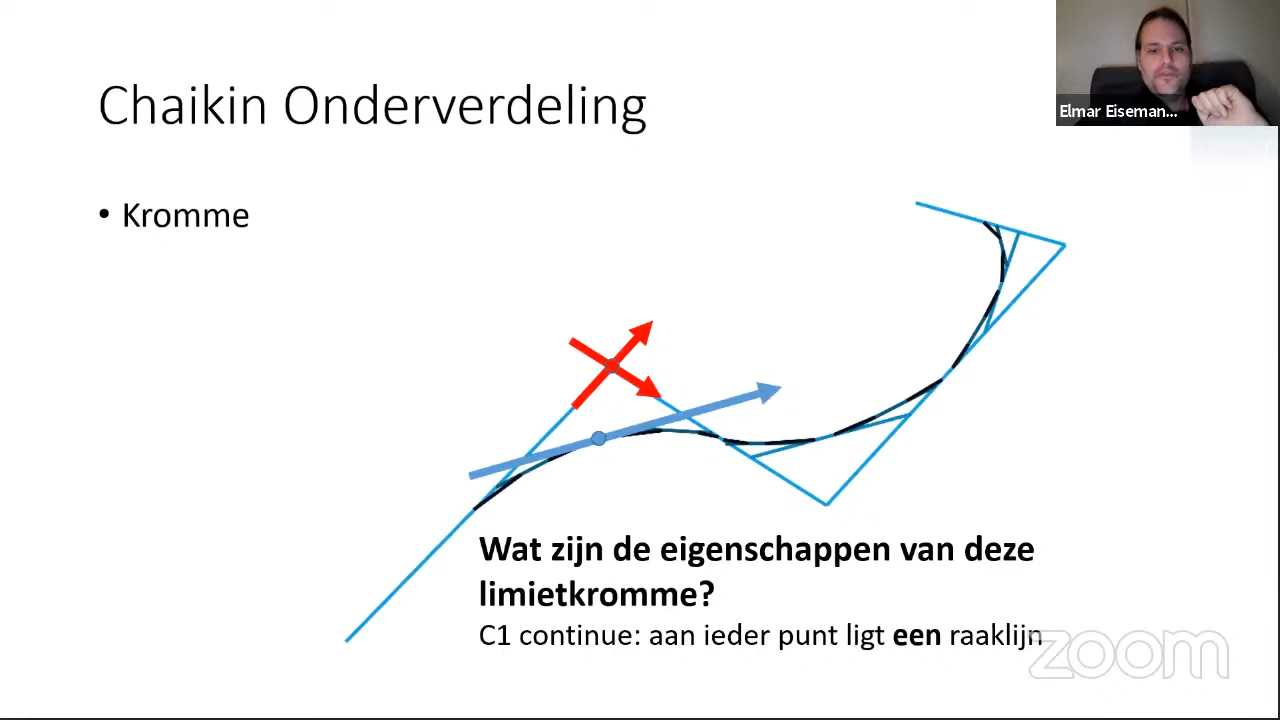 Elmar Eiseman...
Chaikin Onderverdeling
• Kromme
Wat zijn de eigenschappen van deze
limietkromme?
C1 continue: aan ieder punt ligt een raaklijn
zoom